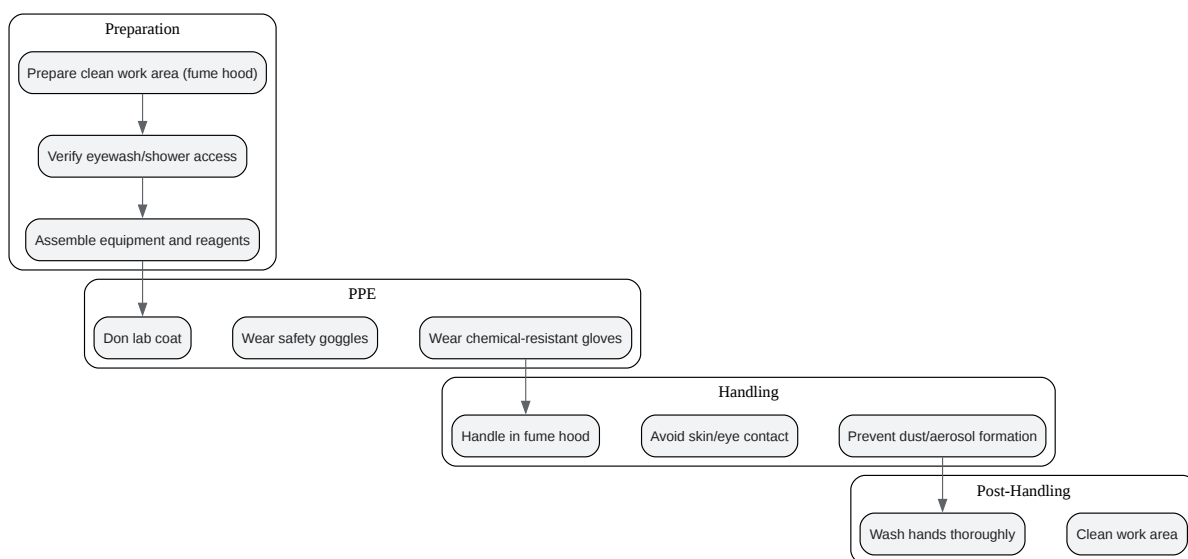 Preparation
Prepare clean work area (fume hood)
Verify eyewash/shower access
Assemble equipment and reagents
PPE
Don lab coat
Wear safety goggles
Wear chemical-resistant gloves
Handling
Handle in fume hood
Avoid skin/eye contact
Prevent dust/aerosol formation
Post-Handling
Wash hands thoroughly
Clean work area